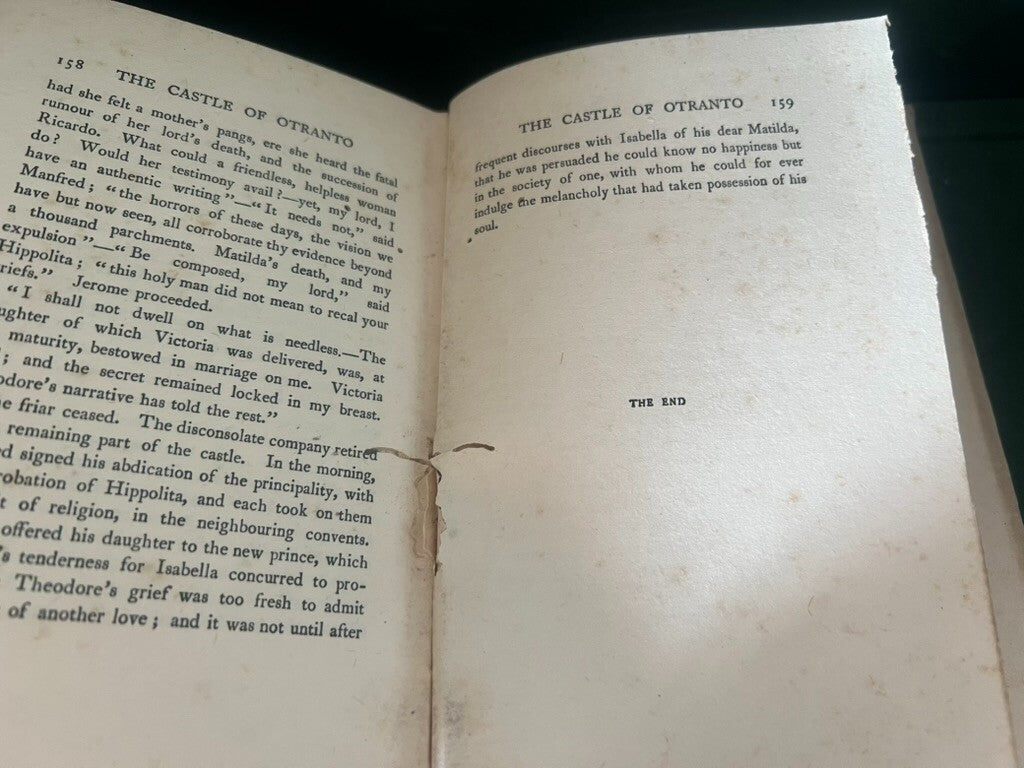 158 THE CASTLE OF OTRANTO
had she felt a mother's pangs, ere she heard the fatal
rumour of her lord's death, and the succession of
Ricardo. What could a friendless, helpless woman
do? Would her testimony avail?—yet, my lord, I
have an authentic writing"—"It needs not," said
Manfred; "the horrors of these days, the vision we
have but now seen, all corroborate thy evidence beyond
a thousand parchments. Matilda's death, and my
expulsion"—"Be composed, my lord," said
Hippolita; "this holy man did not mean to recal your
riefs." Jerome proceeded.
"I shall not dwell on what is needless.—The
ughter of which Victoria was delivered, was, at
maturity, bestowed in marriage on me. Victoria
; and the secret remained locked in my breast.
odore's narrative has told the rest."
e friar ceased. The disconsolate company retired
remaining part of the castle. In the morning,
ed signed his abdication of the principality, with
robation of Hippolita, and each took on them
t of religion, in the neighbouring convents.
offered his daughter to the new prince, which
's tenderness for Isabella concurred to pro-
Theodore's grief was too fresh to admit
of another love; and it was not until after
THE CASTLE OF OTRANTO 159
frequent discourses with Isabella of his dear Matilda,
that he was persuaded he could know no happiness but
in the society of one, with whom he could for ever
indulge the melancholy that had taken possession of his
soul.
THE END